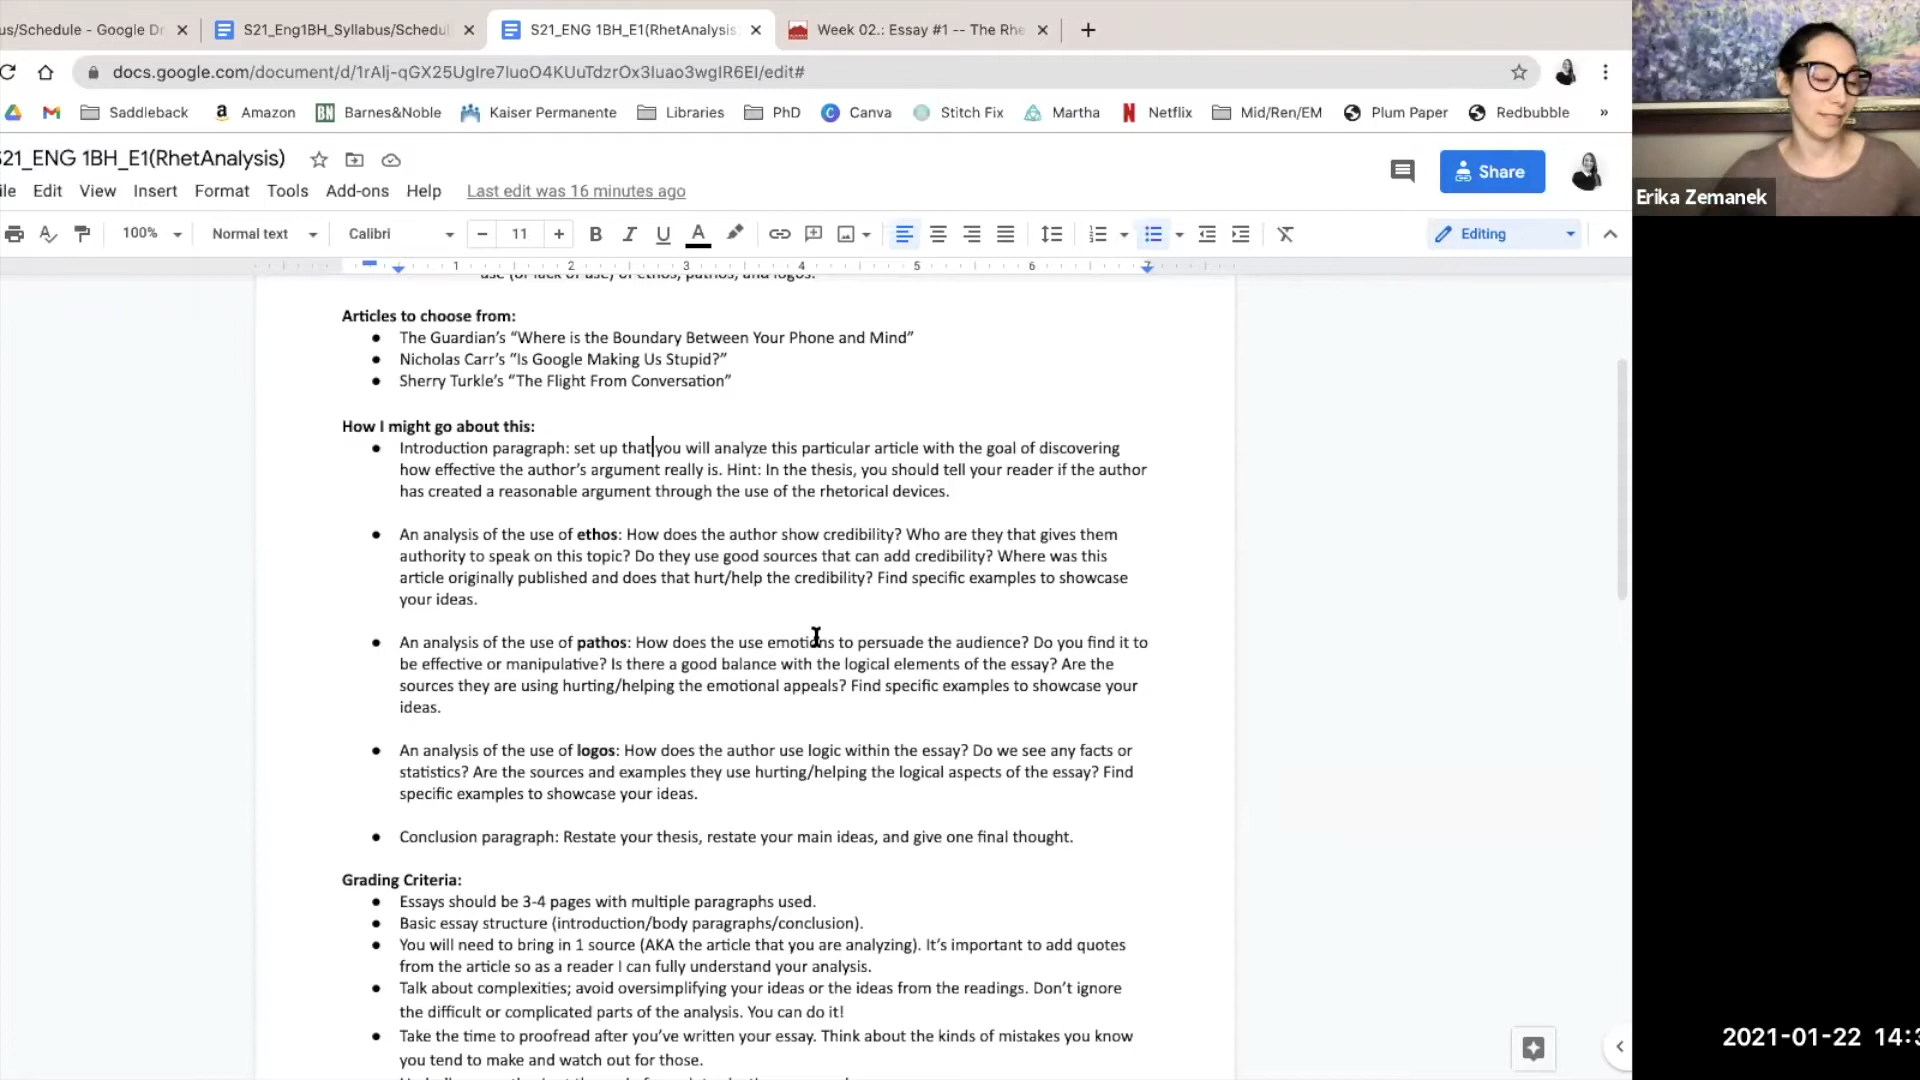 us/Schedule - Google Dr
S21_Eng1BH_Syllabus/Schedul
S21_ENG 1BH_E1(RhetAnalysis)
Week 02.: Essay #1 -- The Rhe
docs.google.com/document/d/1rAlj-qGX25UgIre7IuoO4KUuTdzrOx3Iuao3wgIR6EI/edit#
Saddleback
Amazon
BN Barnes&Noble
Kaiser Permanente
Libraries
PhD
Canva
Stitch Fix
Martha
Netflix
Mid/Ren/EM
Plum Paper
Redbubble
»
S21_ENG 1BH_E1(RhetAnalysis)
ile Edit View Insert Format Tools Add-ons Help Last edit was 16 minutes ago
Share
Erika Zemanek
100% Normal text Calibri 11 B I U A Editing
1 2 3 4 5 6 7
use (or lack of use) of ethos, pathos, and logos.
Articles to choose from:
● The Guardian’s “Where is the Boundary Between Your Phone and Mind”
● Nicholas Carr’s “Is Google Making Us Stupid?”
● Sherry Turkle’s “The Flight From Conversation”
How I might go about this:
● Introduction paragraph: set up that you will analyze this particular article with the goal of discovering
how effective the author’s argument really is. Hint: In the thesis, you should tell your reader if the author
has created a reasonable argument through the use of the rhetorical devices.
● An analysis of the use of ethos: How does the author show credibility? Who are they that gives them
authority to speak on this topic? Do they use good sources that can add credibility? Where was this
article originally published and does that hurt/help the credibility? Find specific examples to showcase
your ideas.
● An analysis of the use of pathos: How does the use emotions to persuade the audience? Do you find it to
be effective or manipulative? Is there a good balance with the logical elements of the essay? Are the
sources they are using hurting/helping the emotional appeals? Find specific examples to showcase your
ideas.
● An analysis of the use of logos: How does the author use logic within the essay? Do we see any facts or
statistics? Are the sources and examples they use hurting/helping the logical aspects of the essay? Find
specific examples to showcase your ideas.
● Conclusion paragraph: Restate your thesis, restate your main ideas, and give one final thought.
Grading Criteria:
● Essays should be 3-4 pages with multiple paragraphs used.
● Basic essay structure (introduction/body paragraphs/conclusion).
● You will need to bring in 1 source (AKA the article that you are analyzing). It’s important to add quotes
from the article so as a reader I can fully understand your analysis.
● Talk about complexities; avoid oversimplifying your ideas or the ideas from the readings. Don’t ignore
the difficult or complicated parts of the analysis. You can do it!
● Take the time to proofread after you’ve written your essay. Think about the kinds of mistakes you know
you tend to make and watch out for those.
2021-01-22 14:3